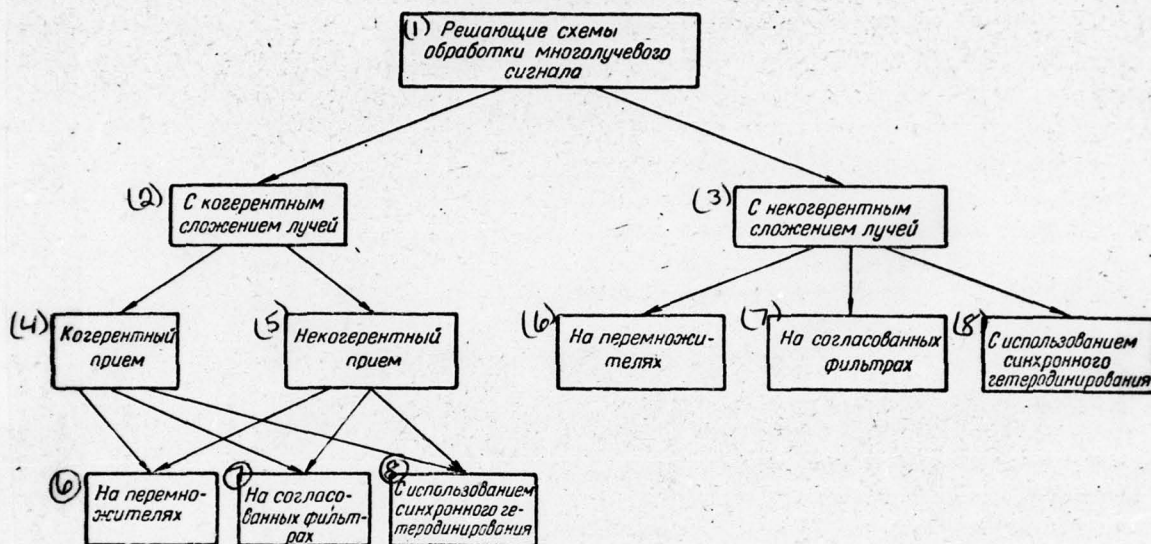 (1) Решающие схемы
обработки многолучевого
сигнала
(2) С когерентным
сложением лучей
(3) С некогерентным
сложением лучей
(4) Когерентный
прием
(5) Некогерентный
прием
(6) На перемножи-
телях
(7) На согласованных
фильтрах
(8) С использованием
синхронного
гетеродинирования
6 На перемно-
жителях
7 На согласо-
ванных фильт-
рах
8 С использованием
синхронного ге-
теродинирования